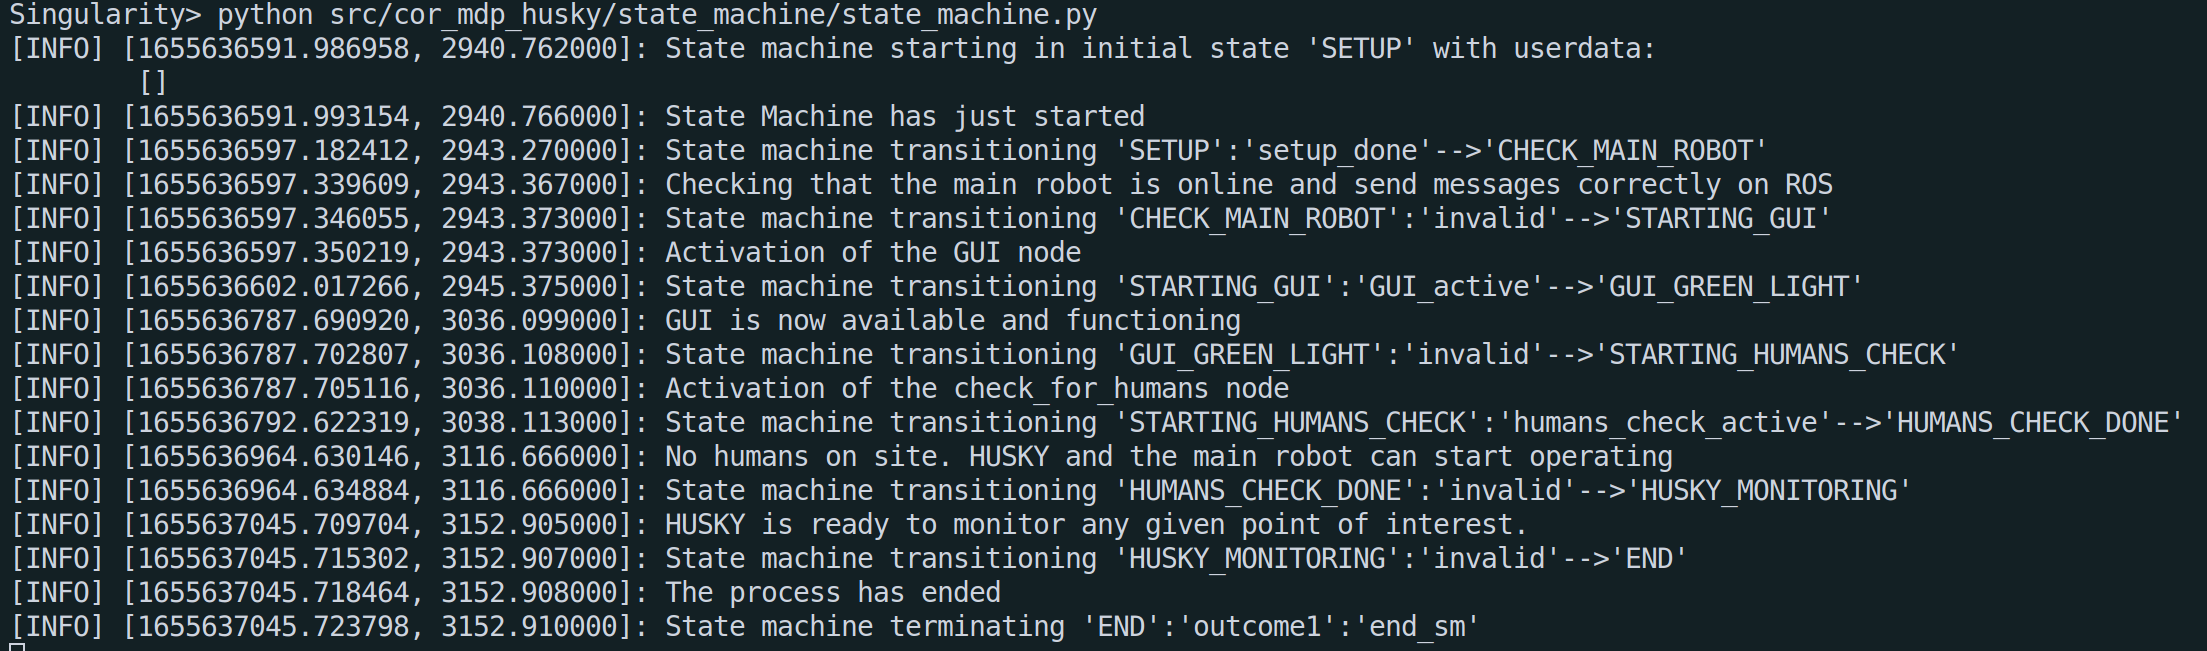 Singularity> python src/cor_mdp_husky/state_machine/state_machine.py
[INFO] [1655636591.986958, 2940.762000]: State machine starting in initial state 'SETUP' with userdata:
        []
[INFO] [1655636591.993154, 2940.766000]: State Machine has just started
[INFO] [1655636597.182412, 2943.270000]: State machine transitioning 'SETUP':'setup_done'-->'CHECK_MAIN_ROBOT'
[INFO] [1655636597.339609, 2943.367000]: Checking that the main robot is online and send messages correctly on ROS
[INFO] [1655636597.346055, 2943.373000]: State machine transitioning 'CHECK_MAIN_ROBOT':'invalid'-->'STARTING_GUI'
[INFO] [1655636597.350219, 2943.373000]: Activation of the GUI node
[INFO] [1655636602.017266, 2945.375000]: State machine transitioning 'STARTING_GUI':'GUI_active'-->'GUI_GREEN_LIGHT'
[INFO] [1655636787.690920, 3036.099000]: GUI is now available and functioning
[INFO] [1655636787.702807, 3036.108000]: State machine transitioning 'GUI_GREEN_LIGHT':'invalid'-->'STARTING_HUMANS_CHECK'
[INFO] [1655636787.705116, 3036.110000]: Activation of the check_for_humans node
[INFO] [1655636792.622319, 3038.113000]: State machine transitioning 'STARTING_HUMANS_CHECK':'humans_check_active'-->'HUMANS_CHECK_DONE'
[INFO] [1655636964.630146, 3116.666000]: No humans on site. HUSKY and the main robot can start operating
[INFO] [1655636964.634884, 3116.666000]: State machine transitioning 'HUMANS_CHECK_DONE':'invalid'-->'HUSKY_MONITORING'
[INFO] [1655637045.709704, 3152.905000]: HUSKY is ready to monitor any given point of interest.
[INFO] [1655637045.715302, 3152.907000]: State machine transitioning 'HUSKY_MONITORING':'invalid'-->'END'
[INFO] [1655637045.718464, 3152.908000]: The process has ended
[INFO] [1655637045.723798, 3152.910000]: State machine terminating 'END':'outcome1':'end_sm'